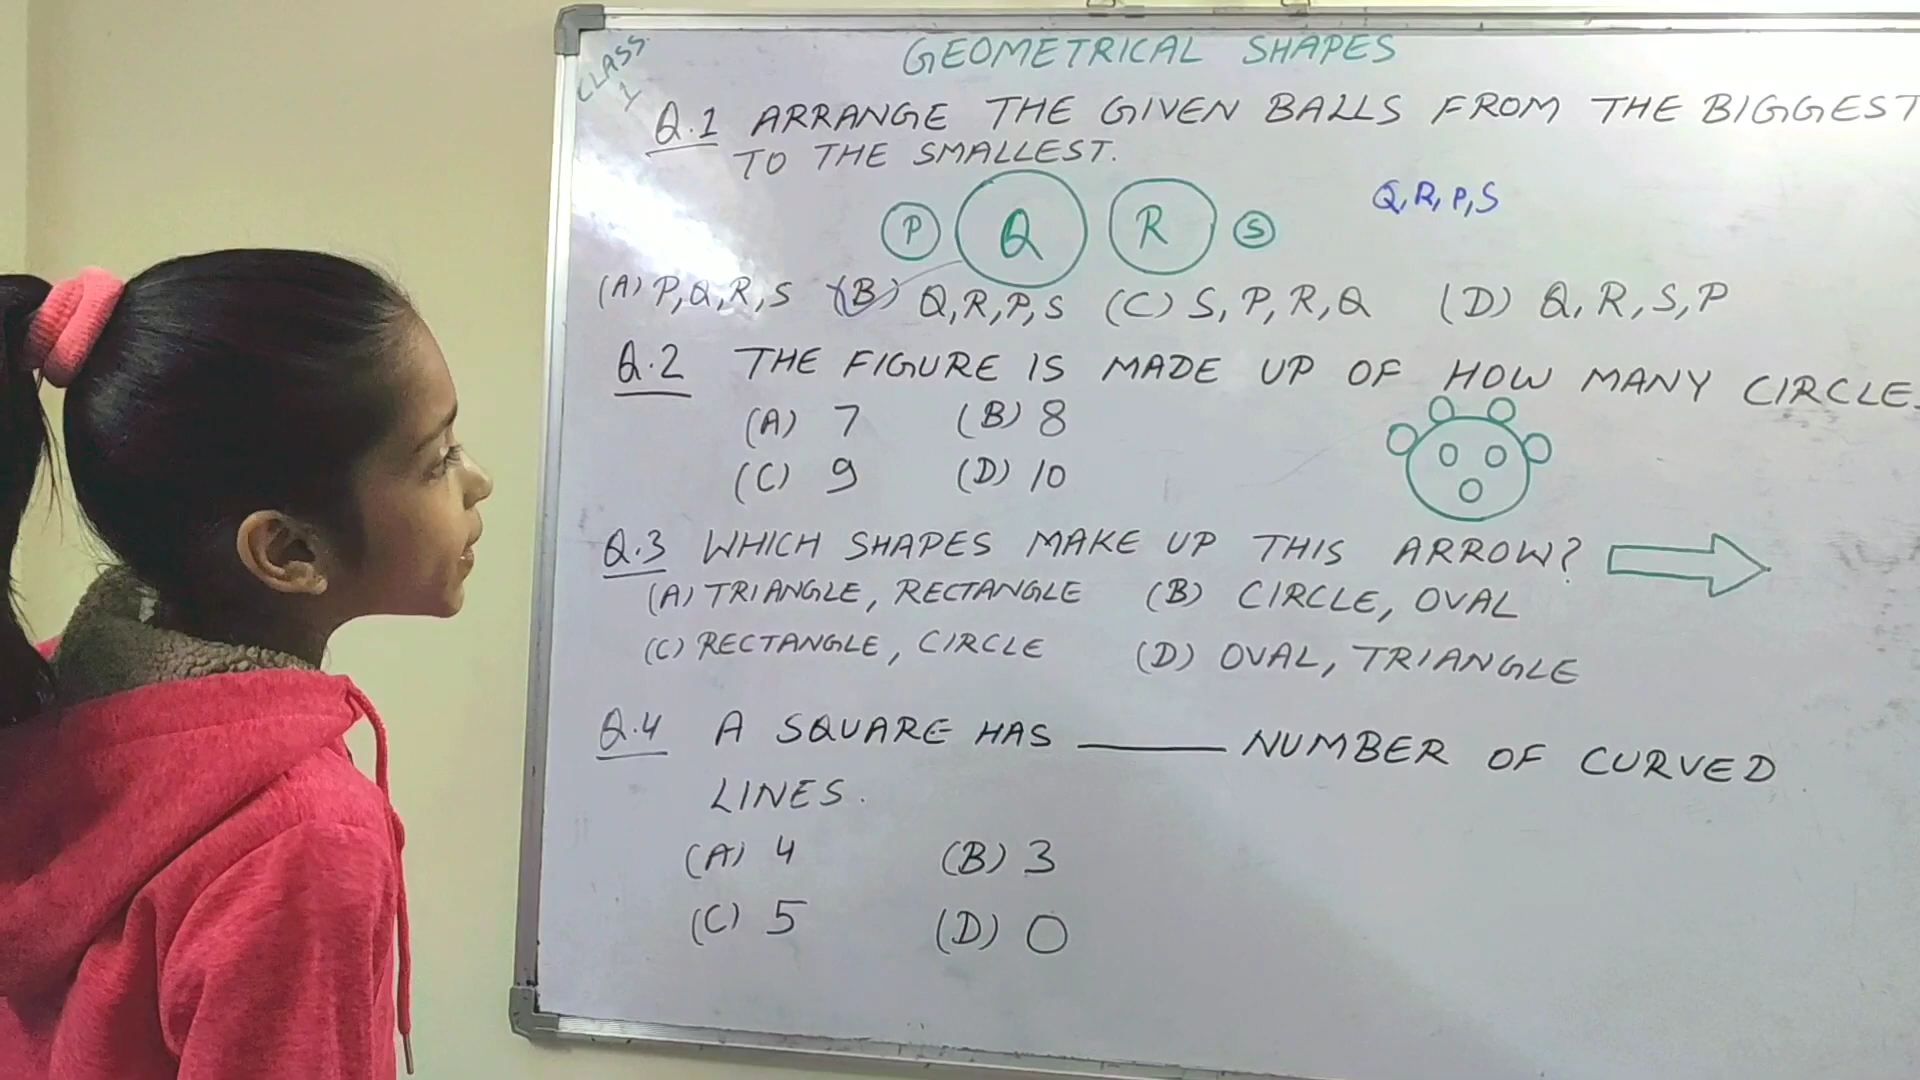 CLASS 1
GEOMETRICAL SHAPES
Q.1 ARRANGE THE GIVEN BALLS FROM THE BIGGEST
TO THE SMALLEST.
Q, R, P, S
P Q R S
(A) P, Q, R, S (B) Q, R, P, S (C) S, P, R, Q (D) Q, R, S, P
Q.2 THE FIGURE IS MADE UP OF HOW MANY CIRCLE
(A) 7 (B) 8
(C) 9 (D) 10
Q.3 WHICH SHAPES MAKE UP THIS ARROW?
(A) TRIANGLE, RECTANGLE (B) CIRCLE, OVAL
(C) RECTANGLE, CIRCLE (D) OVAL, TRIANGLE
Q.4 A SQUARE HAS ______ NUMBER OF CURVED
LINES.
(A) 4 (B) 3
(C) 5 (D) 0